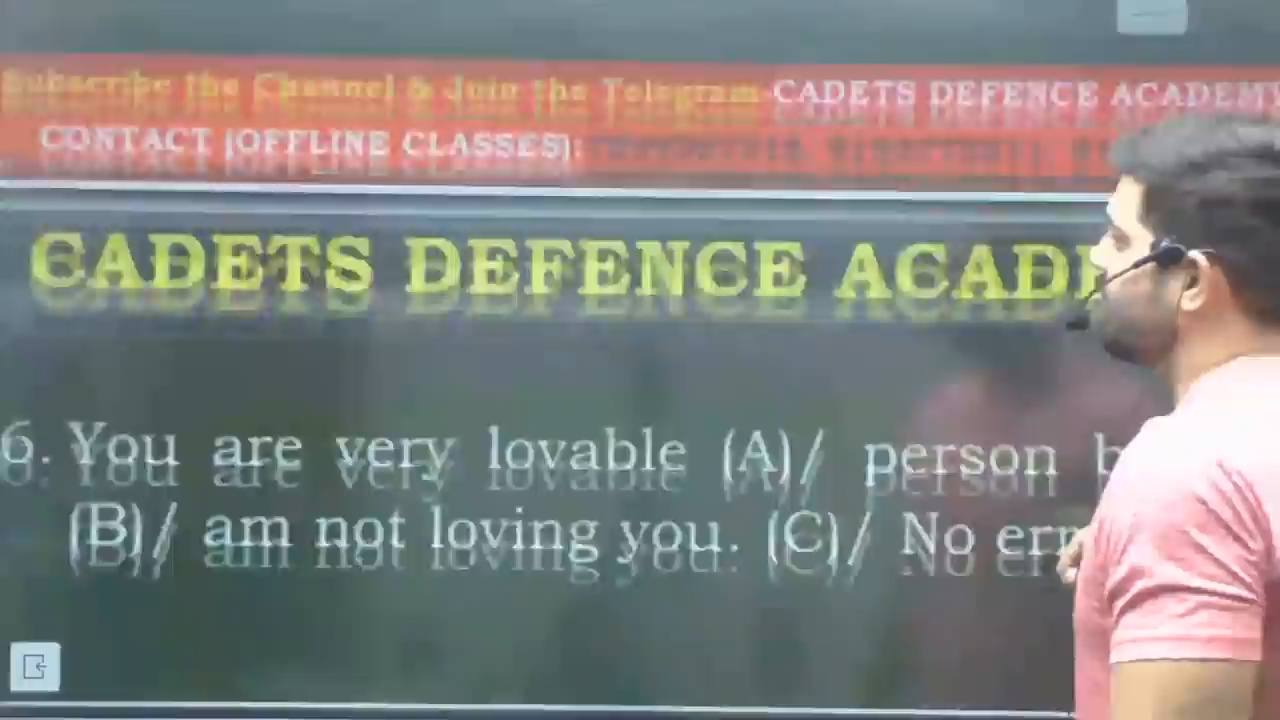 Subscribe the Channel & Join the Telegram-CADETS DEFENCE ACADEMY
CONTACT [OFFLINE CLASSES]:
CADETS DEFENCE ACADE
6. You are very lovable (A)/ person b
(B)/ am not loving you. (C)/ No err